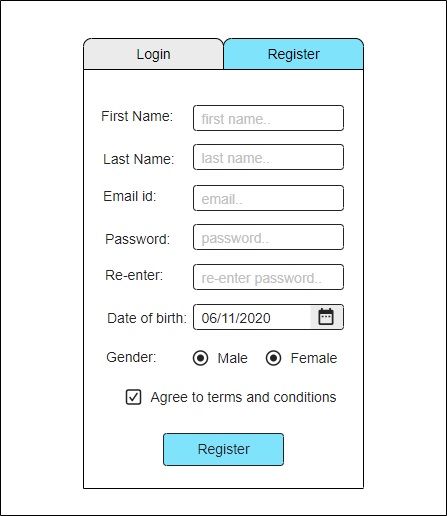 Login Register
First Name: first name..
Last Name: last name..
Email id: email..
Password: password..
Re-enter: re-enter password..
Date of birth: 06/11/2020
Gender: Male Female
Agree to terms and conditions
Register